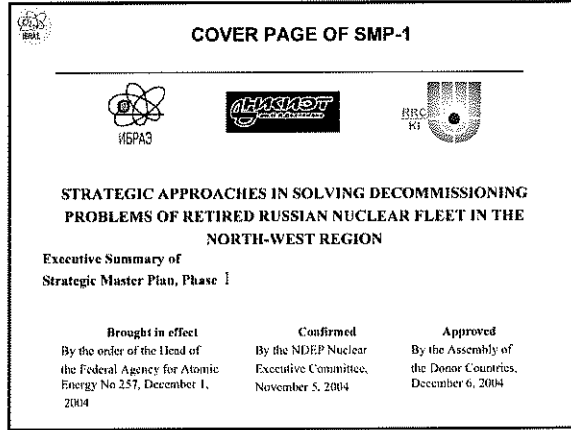 IBRAE
COVER PAGE OF SMP-1
ИБРАЭ
НИКИЭТ
RRC
KI
STRATEGIC APPROACHES IN SOLVING DECOMMISSIONING
PROBLEMS OF RETIRED RUSSIAN NUCLEAR FLEET IN THE
NORTH-WEST REGION
Executive Summary of
Strategic Master Plan, Phase I
Brought in effect
By the order of the Head of
the Federal Agency for Atomic
Energy No 257, December 1,
2004
Confirmed
By the NDEP Nuclear
Executive Committee,
November 5, 2004
Approved
By the Assembly of
the Donor Countries,
December 6, 2004